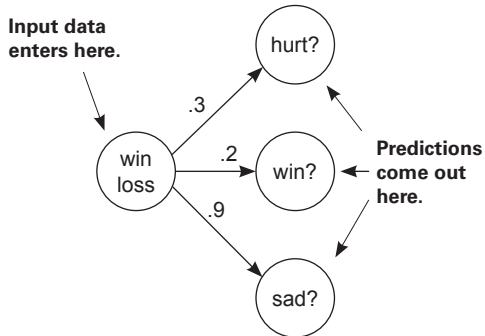 Input data
enters here.
hurt?
.3
win
loss
.2
win?
Predictions
come out
here.
.9
sad?